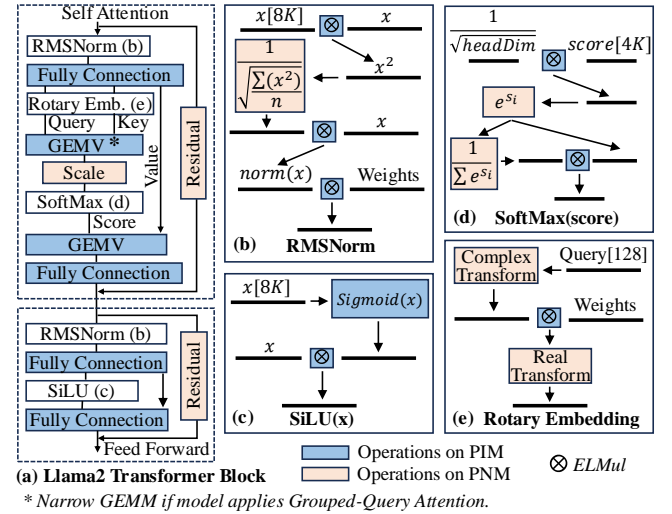 Self Attention
RMSNorm (b)
Fully Connection
Rotary Emb. (e)
Query Key
GEMV *
Scale
SoftMax (d)
Score
Value
Residual
GEMV
Fully Connection
RMSNorm (b)
Fully Connection
SiLU (c)
Fully Connection
Residual
Feed Forward
(a) Llama2 Transformer Block
x[8K] x
⊗ ELMul
1
√(∑(x²)/n)
x²
⊗ x
norm(x) Weights
⊗
(b) RMSNorm
x[8K] Sigmoid(x)
x
⊗
(c) SiLU(x)
1
√headDim
score[4K]
⊗
e^{s_i}
1
∑ e^{s_i}
⊗
(d) SoftMax(score)
Complex
Transform
Query[128]
Weights
⊗
Real
Transform
(e) Rotary Embedding
Operations on PIM
Operations on PNM
⊗ ELMul
* Narrow GEMM if model applies Grouped-Query Attention.